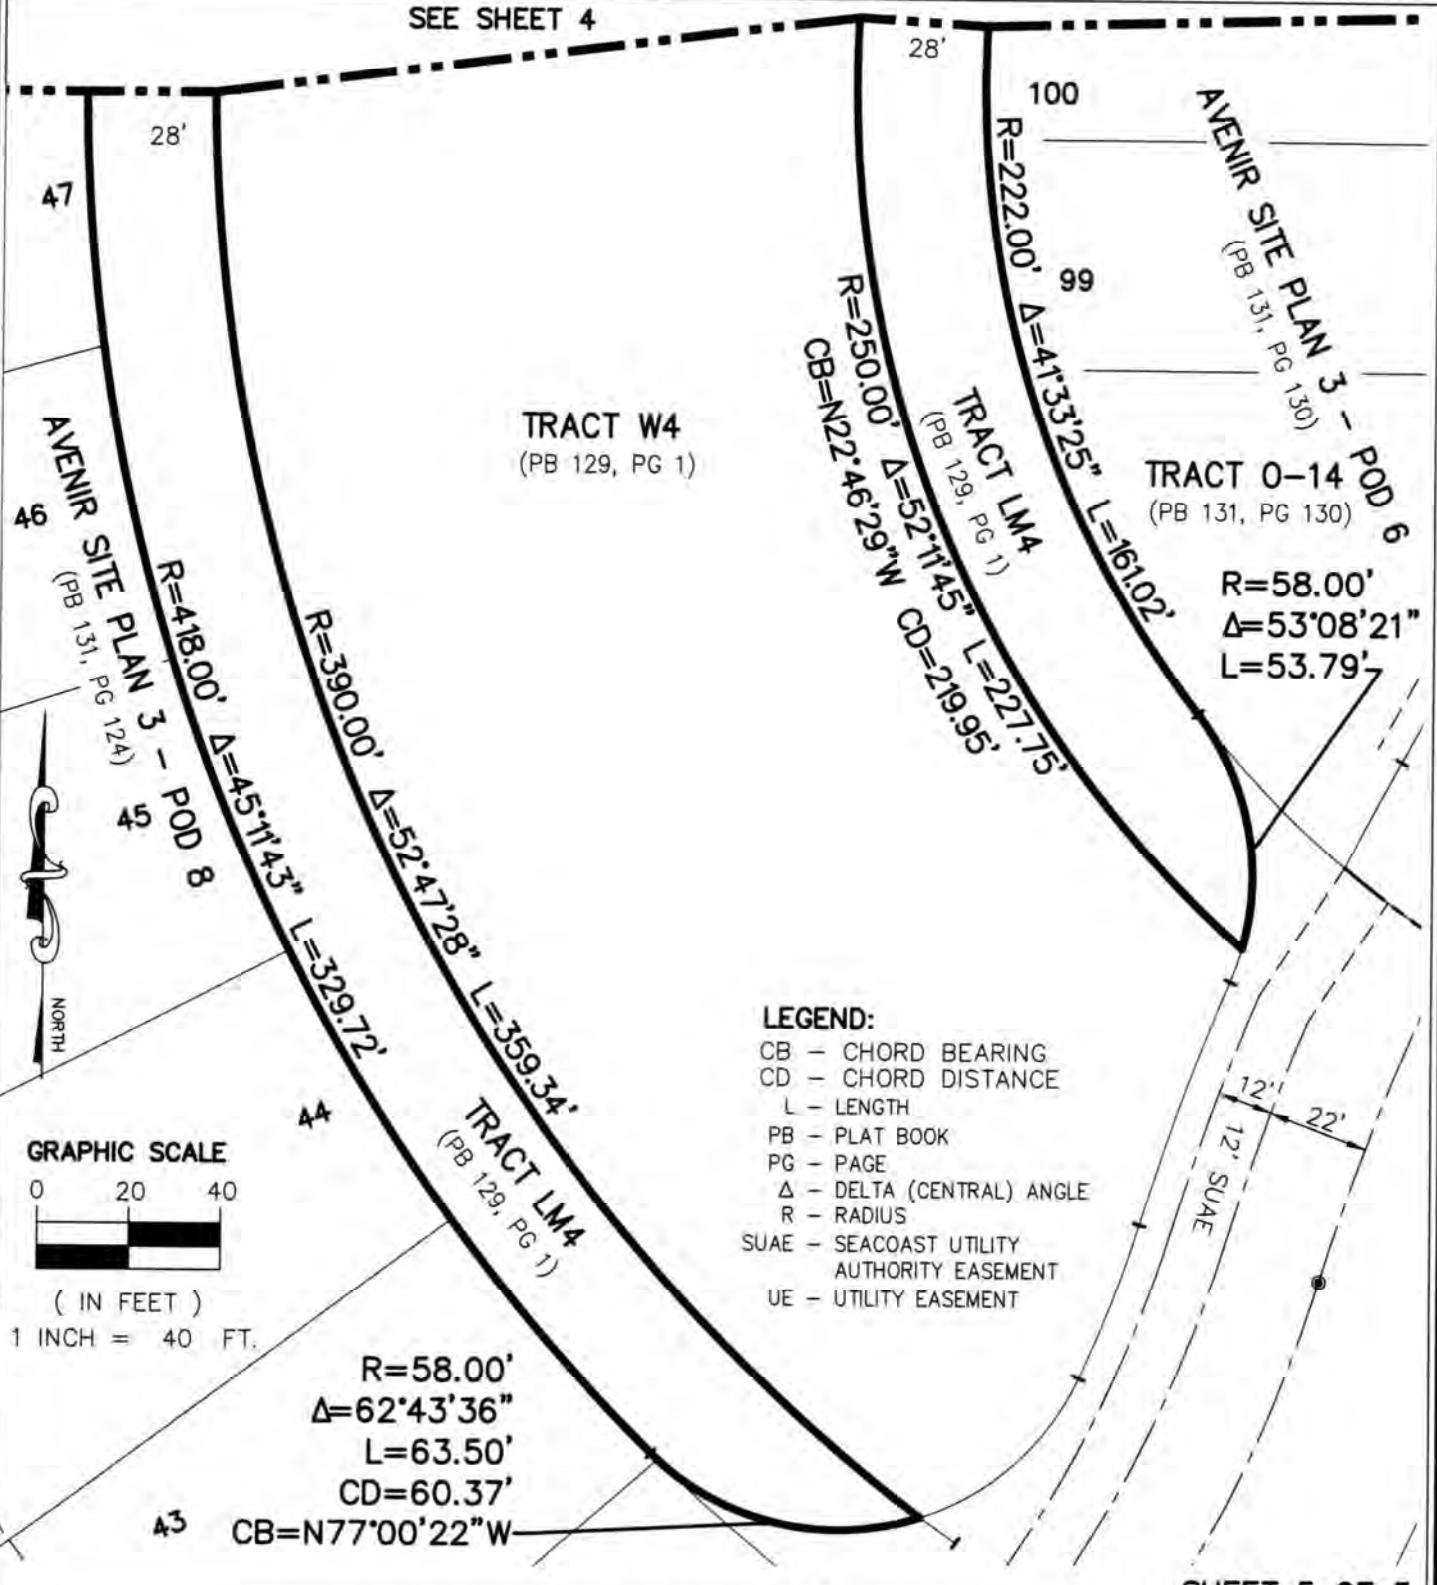 SEE SHEET 4
28'
28'
100
47
R=222.00' Δ=41°33'25" L=161.02'
99
AVENIR SITE PLAN 3 - POD 6
(PB 131, PG 130)
R=250.00' Δ=52°11'45" L=227.75'
CB=N22°46'29"W CD=219.95'
TRACT LM4
(PB 129, PG 1)
TRACT W4
(PB 129, PG 1)
TRACT O-14
(PB 131, PG 130)
R=58.00'
Δ=53°08'21"
L=53.79'
46
AVENIR SITE PLAN 3 - POD 8
(PB 131, PG 124)
45
R=418.00' Δ=45°11'43" L=329.72'
R=390.00' Δ=52°47'28" L=359.34'
NORTH
44
TRACT LM4
(PB 129, PG 1)
LEGEND:
CB - CHORD BEARING
CD - CHORD DISTANCE
L - LENGTH
PB - PLAT BOOK
PG - PAGE
Δ - DELTA (CENTRAL) ANGLE
R - RADIUS
SUAE - SEACOAST UTILITY
AUTHORITY EASEMENT
UE - UTILITY EASEMENT
12'
22'
12' SUAE
GRAPHIC SCALE
0 20 40
( IN FEET )
1 INCH = 40 FT.
R=58.00'
Δ=62°43'36"
L=63.50'
CD=60.37'
CB=N77°00'22"W
43